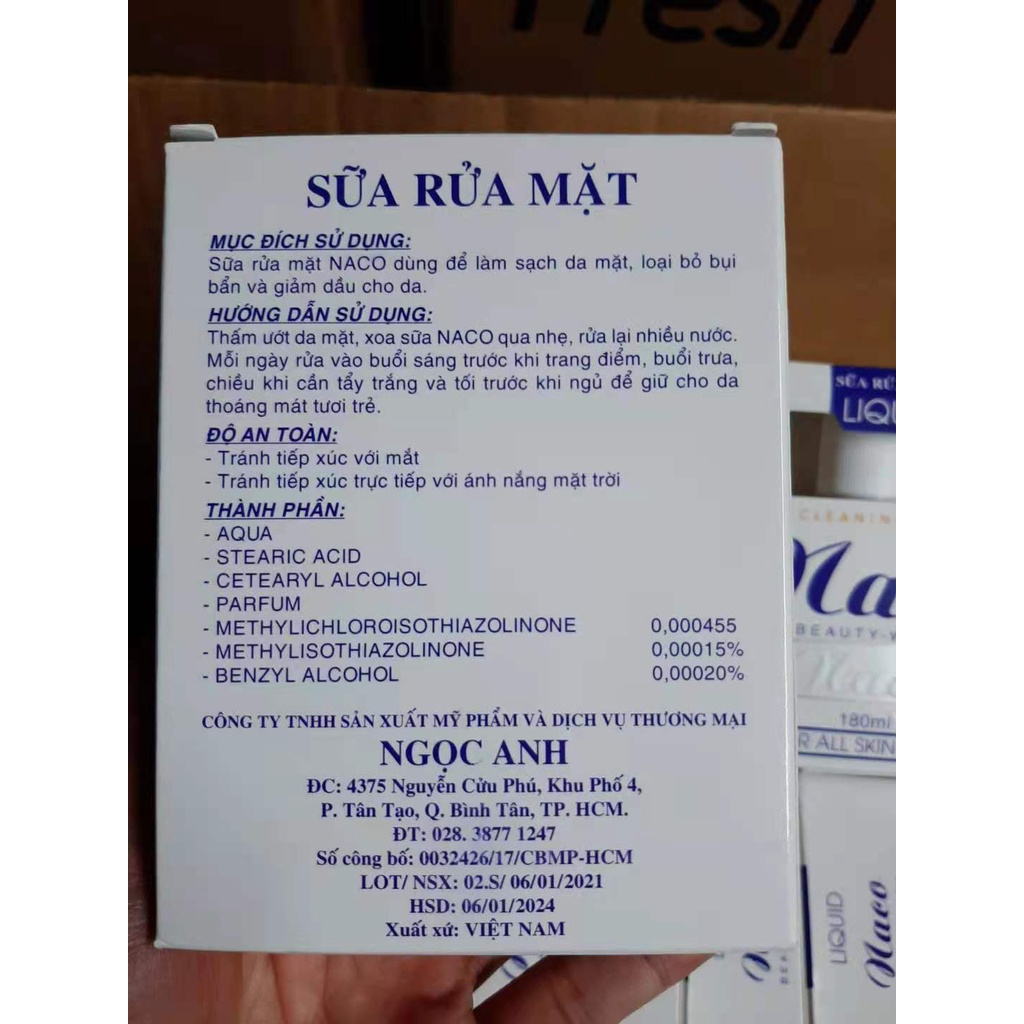 Fresh
SỮA RỬA MẶT
MỤC ĐÍCH SỬ DỤNG:
Sữa rửa mặt NACO dùng để làm sạch da mặt, loại bỏ bụi
bẩn và giảm dầu cho da.
HƯỚNG DẪN SỬ DỤNG:
Thấm ướt da mặt, xoa sữa NACO qua nhẹ, rửa lại nhiều nước.
Mỗi ngày rửa vào buổi sáng trước khi trang điểm, buổi trưa,
chiều khi cần tẩy trắng và tối trước khi ngủ để giữ cho da
thoáng mát tươi trẻ.
ĐỘ AN TOÀN:
- Tránh tiếp xúc với mắt
- Tránh tiếp xúc trực tiếp với ánh nắng mặt trời
THÀNH PHẦN:
- AQUA
- STEARIC ACID
- CETEARYL ALCOHOL
- PARFUM
- METHYLICHLOROISOTHIAZOLINONE 0,000455
- METHYLISOTHIAZOLINONE 0,00015%
- BENZYL ALCOHOL 0,00020%
CÔNG TY TNHH SẢN XUẤT MỸ PHẨM VÀ DỊCH VỤ THƯƠNG MẠI
NGỌC ANH
ĐC: 4375 Nguyễn Cửu Phú, Khu Phố 4,
P. Tân Tạo, Q. Bình Tân, TP. HCM.
ĐT: 028. 3877 1247
Số công bố: 0032426/17/CBMP-HCM
LOT/ NSX: 02.S/ 06/01/2021
HSD: 06/01/2024
Xuất xứ: VIỆT NAM
SỮA RỬ
LIQU
CLEANIN
Naco
BEAUTY-
Naco
180ml
R ALL SKIN
LIQUID
Naco